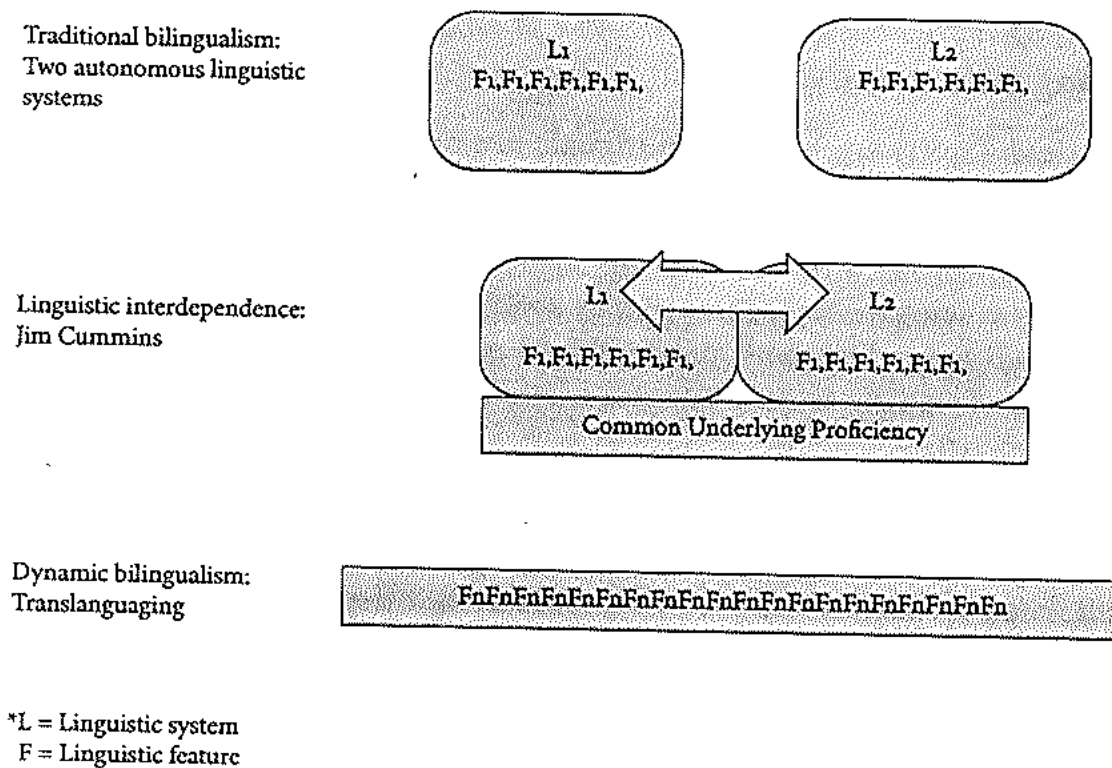 Traditional bilingualism:
Two autonomous linguistic
systems
L1
F1,F1,F1,F1,F1,F1,
L2
F1,F1,F1,F1,F1,F1,
Linguistic interdependence:
Jim Cummins
L1
F1,F1,F1,F1,F1,F1,
L2
F1,F1,F1,F1,F1,F1,
Common Underlying Proficiency
Dynamic bilingualism:
Translanguaging
FnFnFnFnFnFnFnFnFnFnFnFnFnFnFnFnFnFnFnFn
*L = Linguistic system
F = Linguistic feature